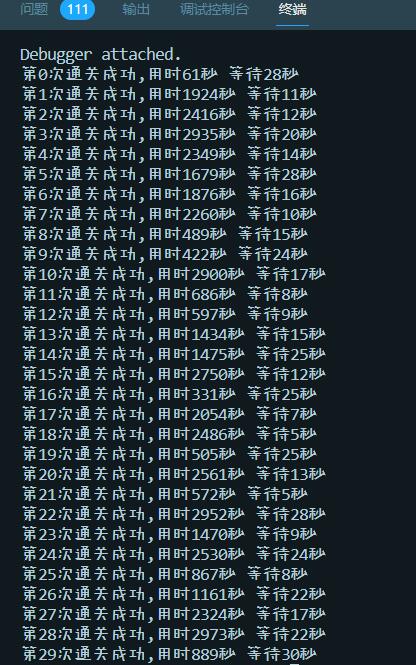 问题 111 输出 调试控制台 终端
Debugger attached.
第0次通关成功,用时61秒 等待28秒
第1次通关成功,用时1924秒 等待11秒
第2次通关成功,用时2416秒 等待12秒
第3次通关成功,用时2935秒 等待20秒
第4次通关成功,用时2349秒 等待14秒
第5次通关成功,用时1679秒 等待28秒
第6次通关成功,用时1876秒 等待16秒
第7次通关成功,用时2260秒 等待10秒
第8次通关成功,用时489秒 等待15秒
第9次通关成功,用时422秒 等待24秒
第10次通关成功,用时2900秒 等待17秒
第11次通关成功,用时686秒 等待8秒
第12次通关成功,用时597秒 等待9秒
第13次通关成功,用时1434秒 等待15秒
第14次通关成功,用时1475秒 等待25秒
第15次通关成功,用时2750秒 等待12秒
第16次通关成功,用时331秒 等待25秒
第17次通关成功,用时2054秒 等待7秒
第18次通关成功,用时2486秒 等待5秒
第19次通关成功,用时505秒 等待25秒
第20次通关成功,用时2561秒 等待13秒
第21次通关成功,用时572秒 等待5秒
第22次通关成功,用时2952秒 等待28秒
第23次通关成功,用时1470秒 等待9秒
第24次通关成功,用时2530秒 等待24秒
第25次通关成功,用时867秒 等待8秒
第26次通关成功,用时1161秒 等待22秒
第27次通关成功,用时2324秒 等待17秒
第28次通关成功,用时2973秒 等待22秒
第29次通关成功,用时889秒 等待30秒